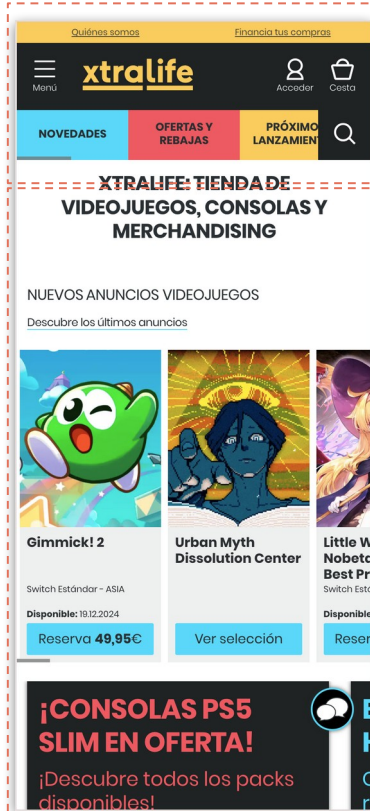 Quiénes somos
Financia tus compras
Menú
xtralife
Acceder
Cesta
NOVEDADES
OFERTAS Y
REBAJAS
PRÓXIMO
LANZAMIEN
XTRALIFE: TIENDA DE
VIDEOJUEGOS, CONSOLAS Y
MERCHANDISING
NUEVOS ANUNCIOS VIDEOJUEGOS
Descubre los últimos anuncios
Gimmick! 2
Switch Estándar - ASIA
Disponible: 19.12.2024
Reserva 49,95€
Urban Myth
Dissolution Center
Ver selección
Little W
Nobeta
Best Pr
Switch Está
Disponible
Reser
¡CONSOLAS PS5
SLIM EN OFERTA!
¡Descubre todos los packs
disponibles!